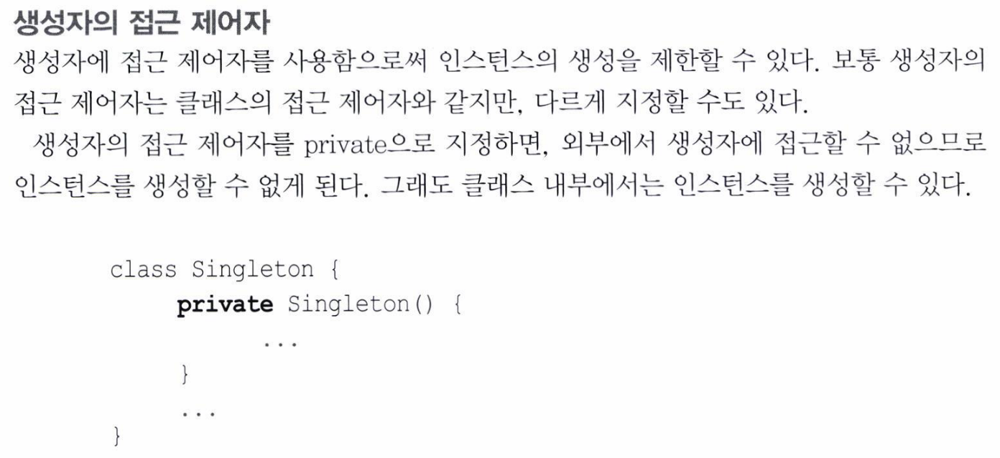 생성자의 접근 제어자
생성자에 접근 제어자를 사용함으로써 인스턴스의 생성을 제한할 수 있다. 보통 생성자의
접근 제어자는 클래스의 접근 제어자와 같지만, 다르게 지정할 수도 있다.
생성자의 접근 제어자를 private으로 지정하면, 외부에서 생성자에 접근할 수 없으므로
인스턴스를 생성할 수 없게 된다. 그래도 클래스 내부에서는 인스턴스를 생성할 수 있다.
class Singleton {
private Singleton() {
...
}
...
}